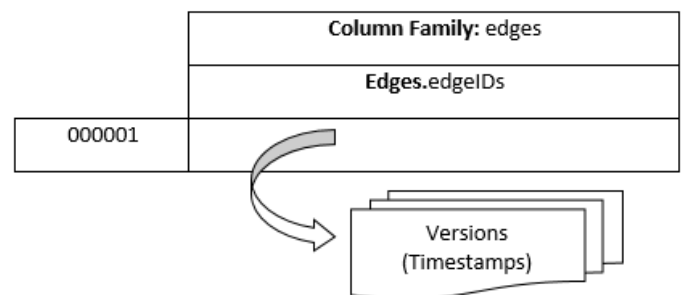 Column Family: edges
Edges.edgeIDs
000001
Versions
(Timestamps)